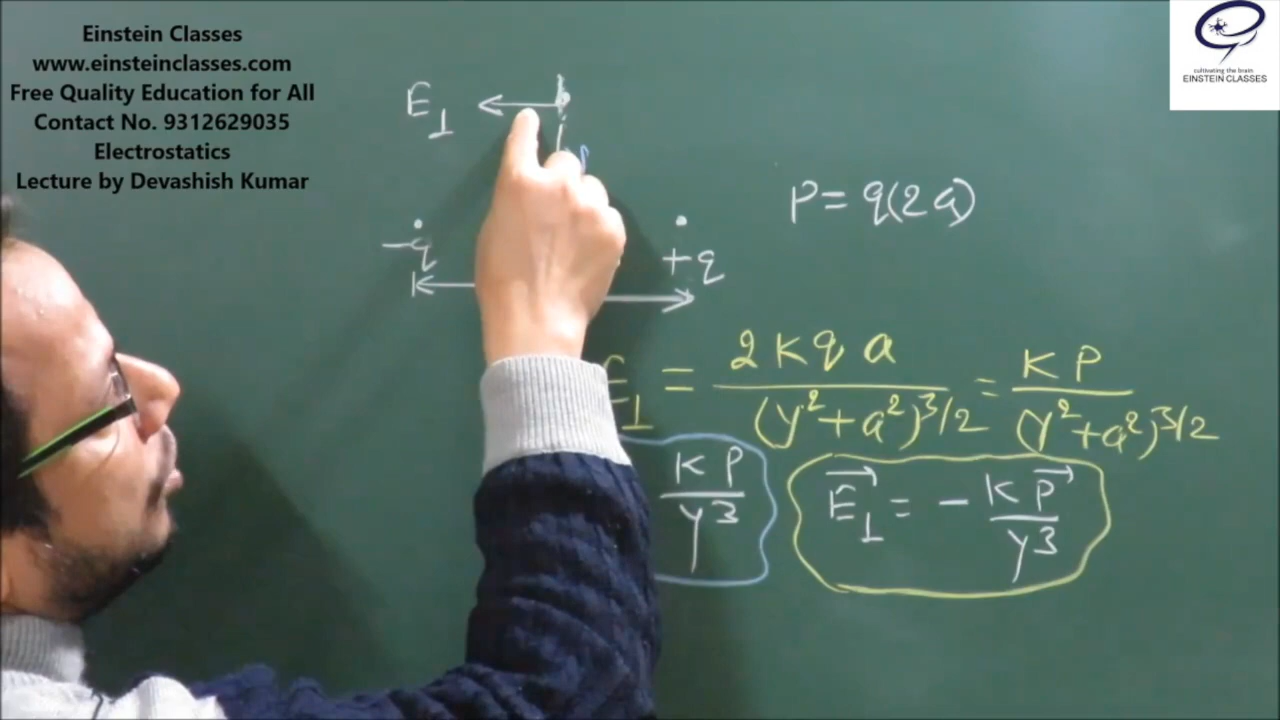 Einstein Classes
www.einsteinclasses.com
Free Quality Education for All
Contact No. 9312629035
Electrostatics
Lecture by Devashish Kumar
cultivating the brain
EINSTEIN CLASSES
E⊥
P = q(2a)
-q
+q
E⊥ = 2Kqa / (y²+a²)^3/2 = KP / (y²+a²)^3/2
KP / y³
E⃗⊥ = - KP⃗ / y³